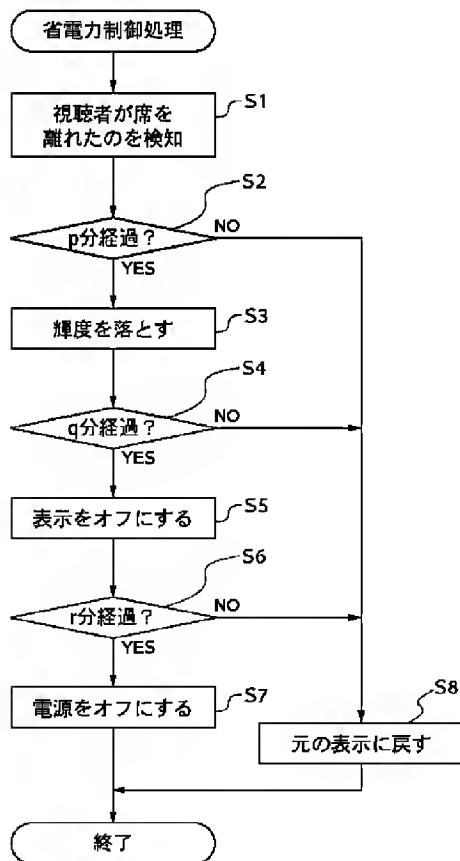 省電力制御処理
S1
視聴者が席を
離れたのを検知
S2
p分経過？
NO
YES
S3
輝度を落とす
S4
q分経過？
NO
YES
S5
表示をオフにする
S6
r分経過？
NO
YES
S7
電源をオフにする
S8
元の表示に戻す
終了